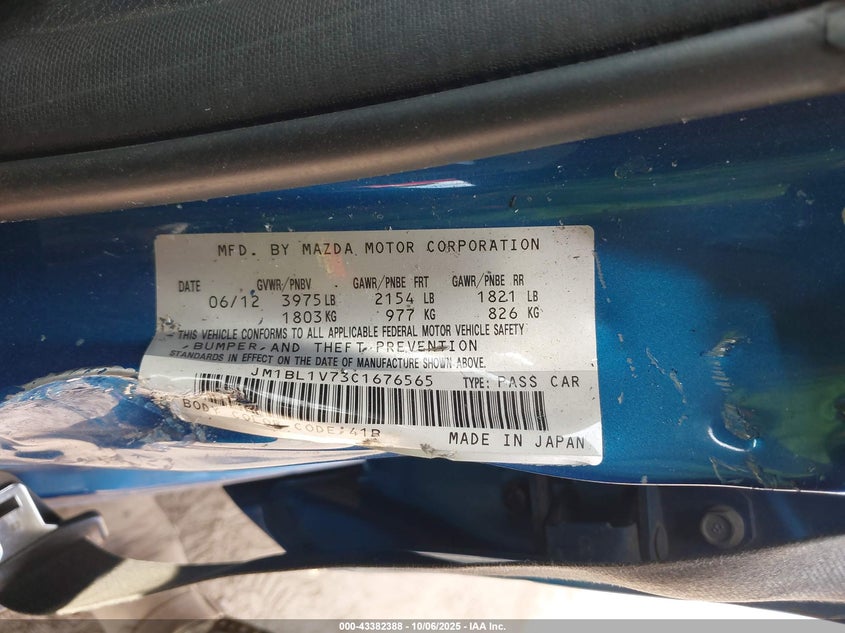 MFD. BY MAZDA MOTOR CORPORATION
DATE GVWR/PNBV GAWR/PNBE FRT GAWR/PNBE RR
06/12 3975 LB 2154 LB 1821 LB
1803 KG 977 KG 826 KG
THIS VEHICLE CONFORMS TO ALL APPLICABLE FEDERAL MOTOR VEHICLE SAFETY
BUMPER AND THEFT PREVENTION
STANDARDS IN EFFECT ON THE DATE OF MANUFACTURE SHOWN ABOVE.
JM1BL1V73C1676565 TYPE: PASS CAR
BODY COLOR CODE:41B
MADE IN JAPAN
000-43382388 - 10/06/2025 - IAA Inc.